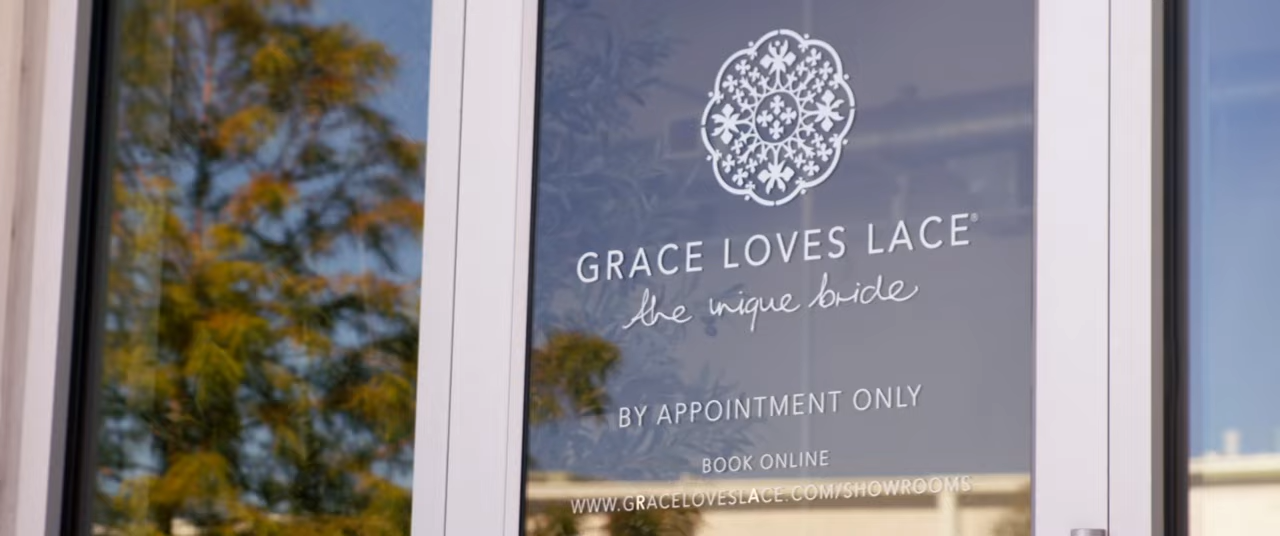 GRACE LOVES LACE®
the unique bride
BY APPOINTMENT ONLY
BOOK ONLINE
WWW.GRACELOVESLACE.COM/SHOWROOMS